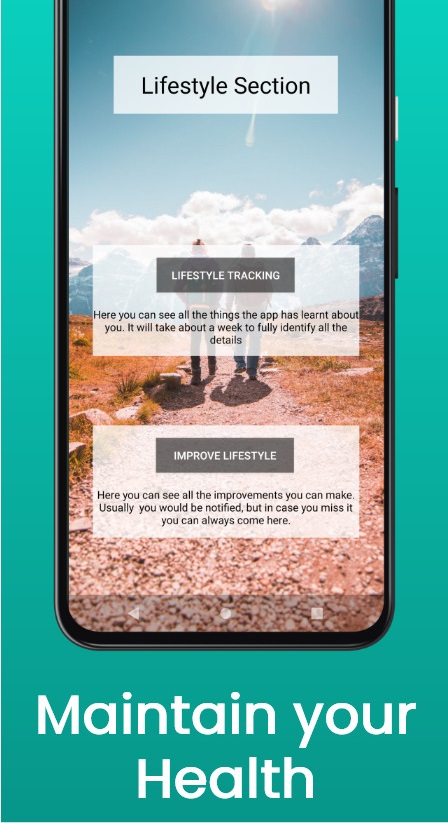 Lifestyle Section
LIFESTYLE TRACKING
Here you can see all the things the app has learnt about
you. It will take about a week to fully identify all the
details
IMPROVE LIFESTYLE
Here you can see all the improvements you can make.
Usually  you would be notified, but in case you miss it
you can always come here.
Maintain your
Health